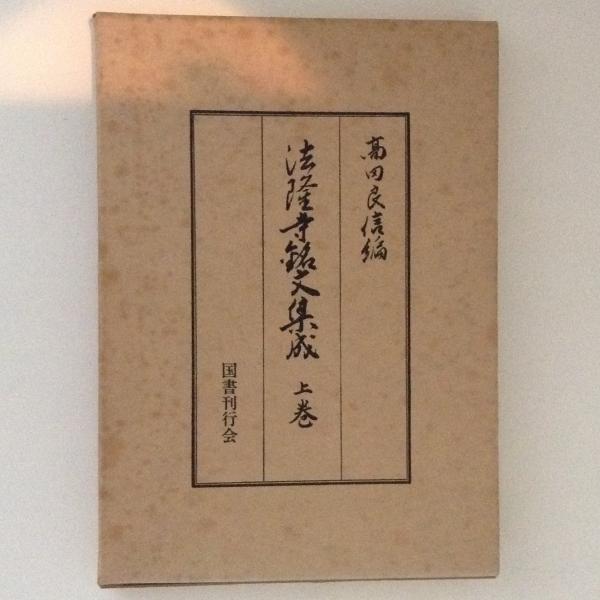 高田良信編
法隆寺銘文集成 上巻
国書刊行会